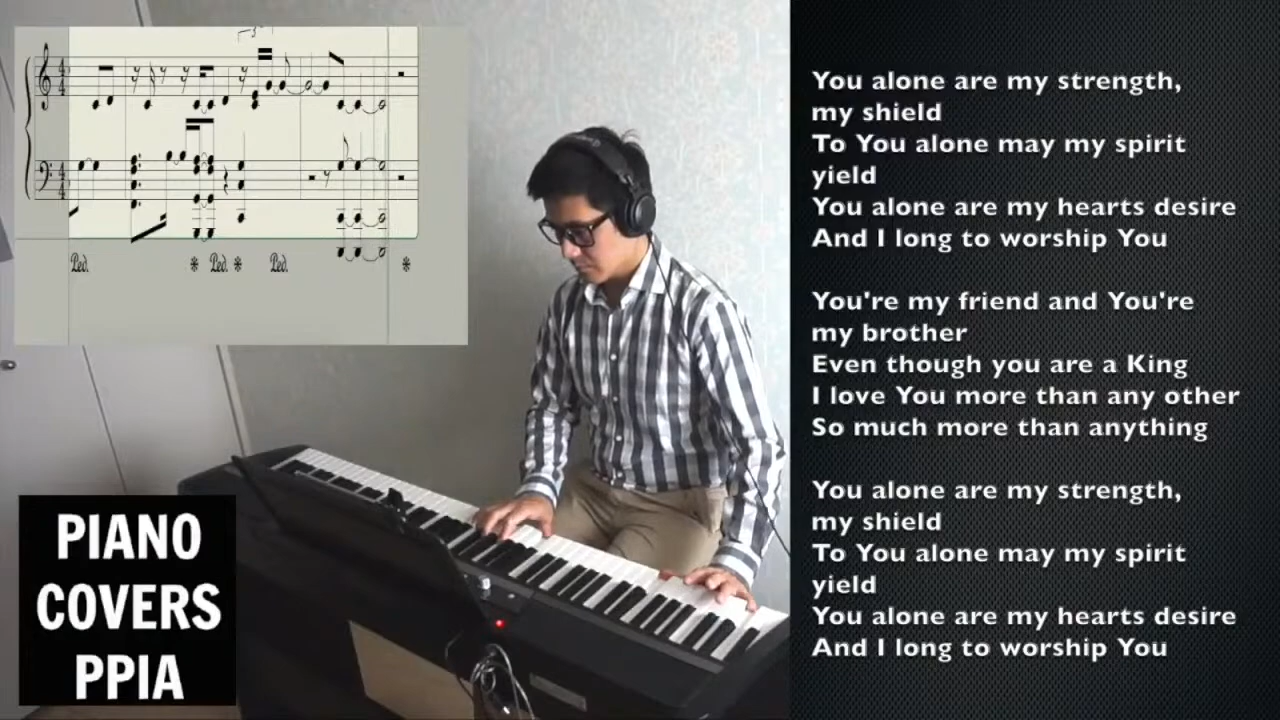 PIANO
COVERS
PPIA
You alone are my strength,
my shield
To You alone may my spirit
yield
You alone are my hearts desire
And I long to worship You
You're my friend and You're
my brother
Even though you are a King
I love You more than any other
So much more than anything
You alone are my strength,
my shield
To You alone may my spirit
yield
You alone are my hearts desire
And I long to worship You